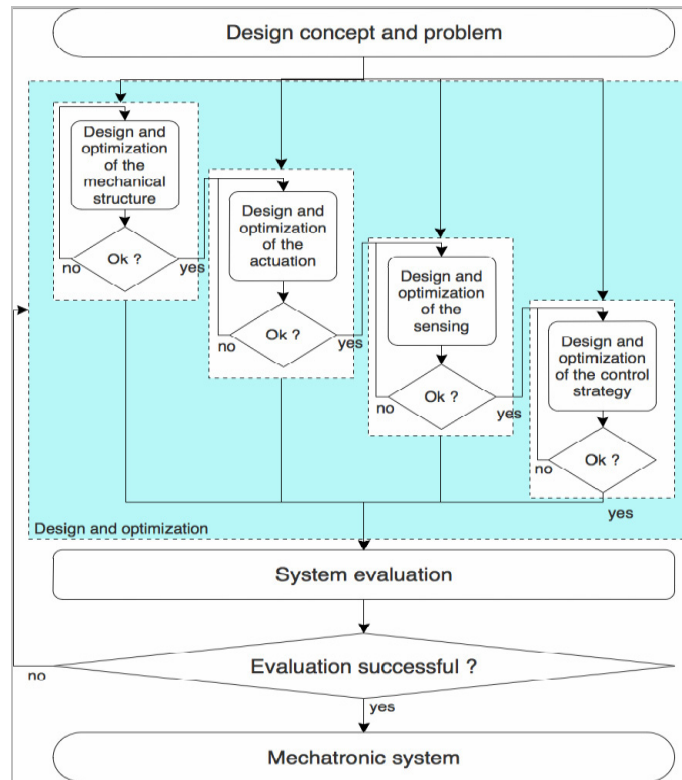 Design concept and problem
Design and
optimization
of the
mechanical
structure
Ok ?
no
yes
Design and
optimization
of the
actuation
Ok ?
no
yes
Design and
optimization
of the
sensing
Ok ?
no
yes
Design and
optimization
of the control
strategy
Ok ?
no
yes
Design and optimization
System evaluation
Evaluation successful ?
no
yes
Mechatronic system